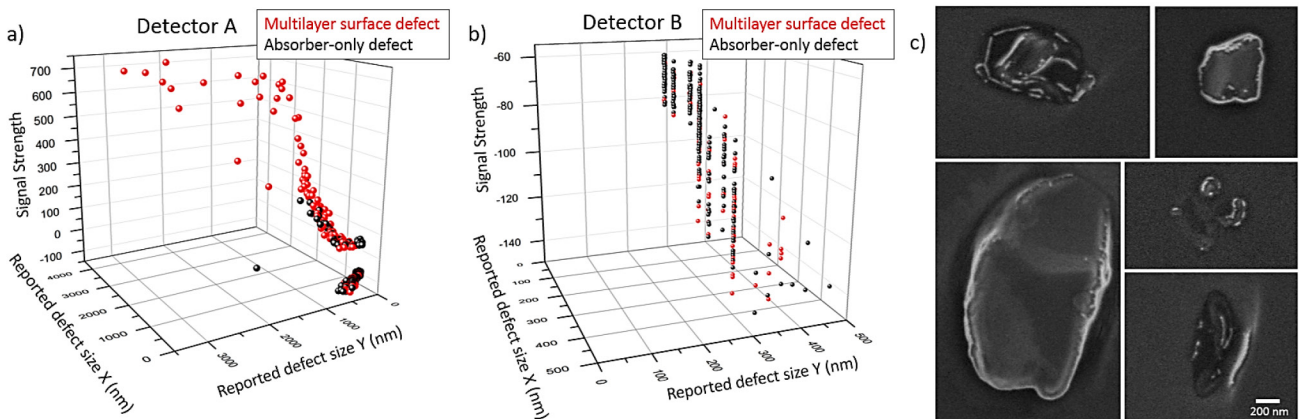 a)
Detector A
Multilayer surface defect
Absorber-only defect
Signal Strength
700
600
500
400
300
200
100
0
-100
4000
3000
2000
1000
0
Reported defect size X (nm)
3000
2000
1000
0
Reported defect size Y (nm)
b)
Detector B
Multilayer surface defect
Absorber-only defect
Signal Strength
-60
-80
-100
-120
-140
0
100
200
300
400
500
Reported defect size X (nm)
0
100
200
300
400
500
Reported defect size Y (nm)
c)
200 nm